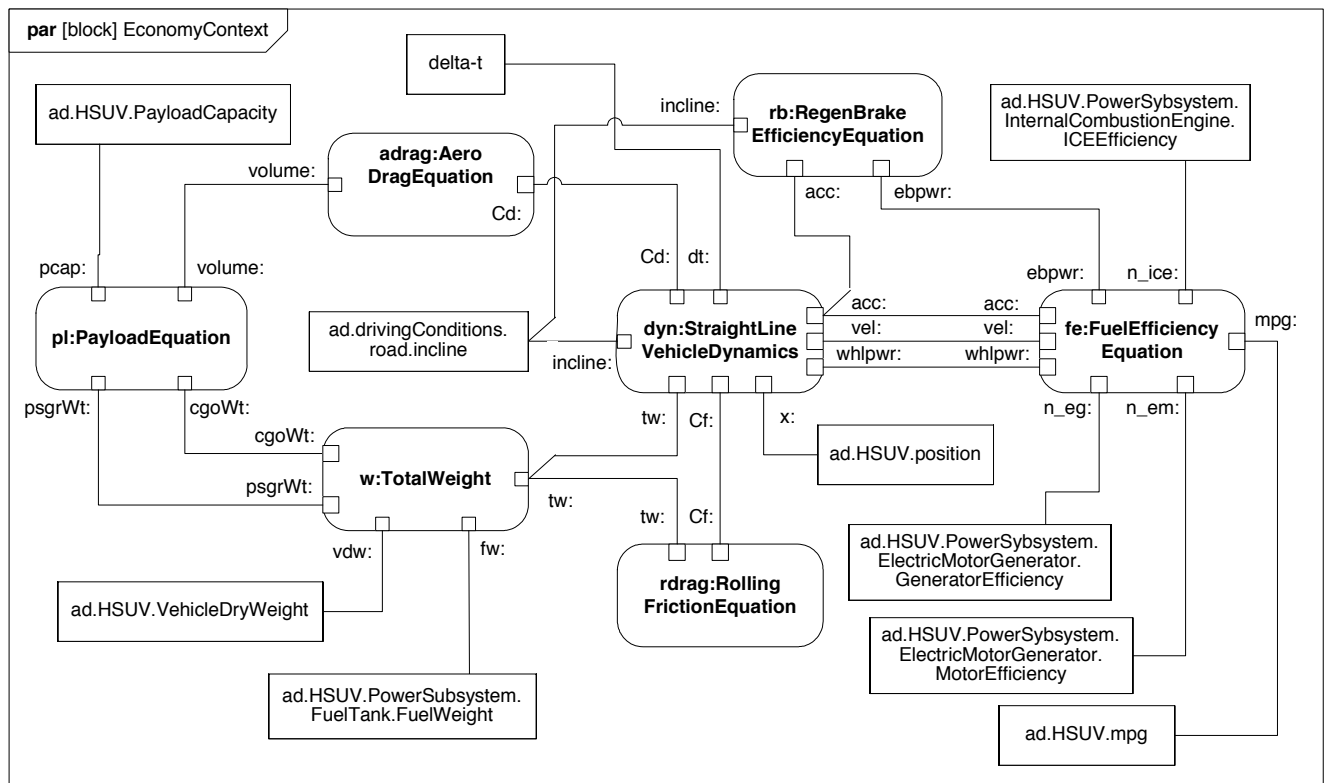 par [block] EconomyContext
delta-t
ad.HSUV.PayloadCapacity
incline:
rb:RegenBrake
EfficiencyEquation
ad.HSUV.PowerSybsystem.
InternalCombustionEngine.
ICEEfficiency
adrag:Aero
DragEquation
volume:
Cd:
acc:
ebpwr:
pcap:
volume:
Cd:
dt:
ebpwr:
n_ice:
pl:PayloadEquation
ad.drivingConditions.
road.incline
incline:
dyn:StraightLine
VehicleDynamics
acc:
vel:
whlpwr:
acc:
vel:
whlpwr:
fe:FuelEfficiency
Equation
mpg:
psgrWt:
cgoWt:
tw:
Cf:
x:
n_eg:
n_em:
cgoWt:
psgrWt:
w:TotalWeight
tw:
ad.HSUV.position
vdw:
fw:
tw:
Cf:
rdrag:Rolling
FrictionEquation
ad.HSUV.PowerSybsystem.
ElectricMotorGenerator.
GeneratorEfficiency
ad.HSUV.VehicleDryWeight
ad.HSUV.PowerSybsystem.
ElectricMotorGenerator.
MotorEfficiency
ad.HSUV.PowerSubsystem.
FuelTank.FuelWeight
ad.HSUV.mpg